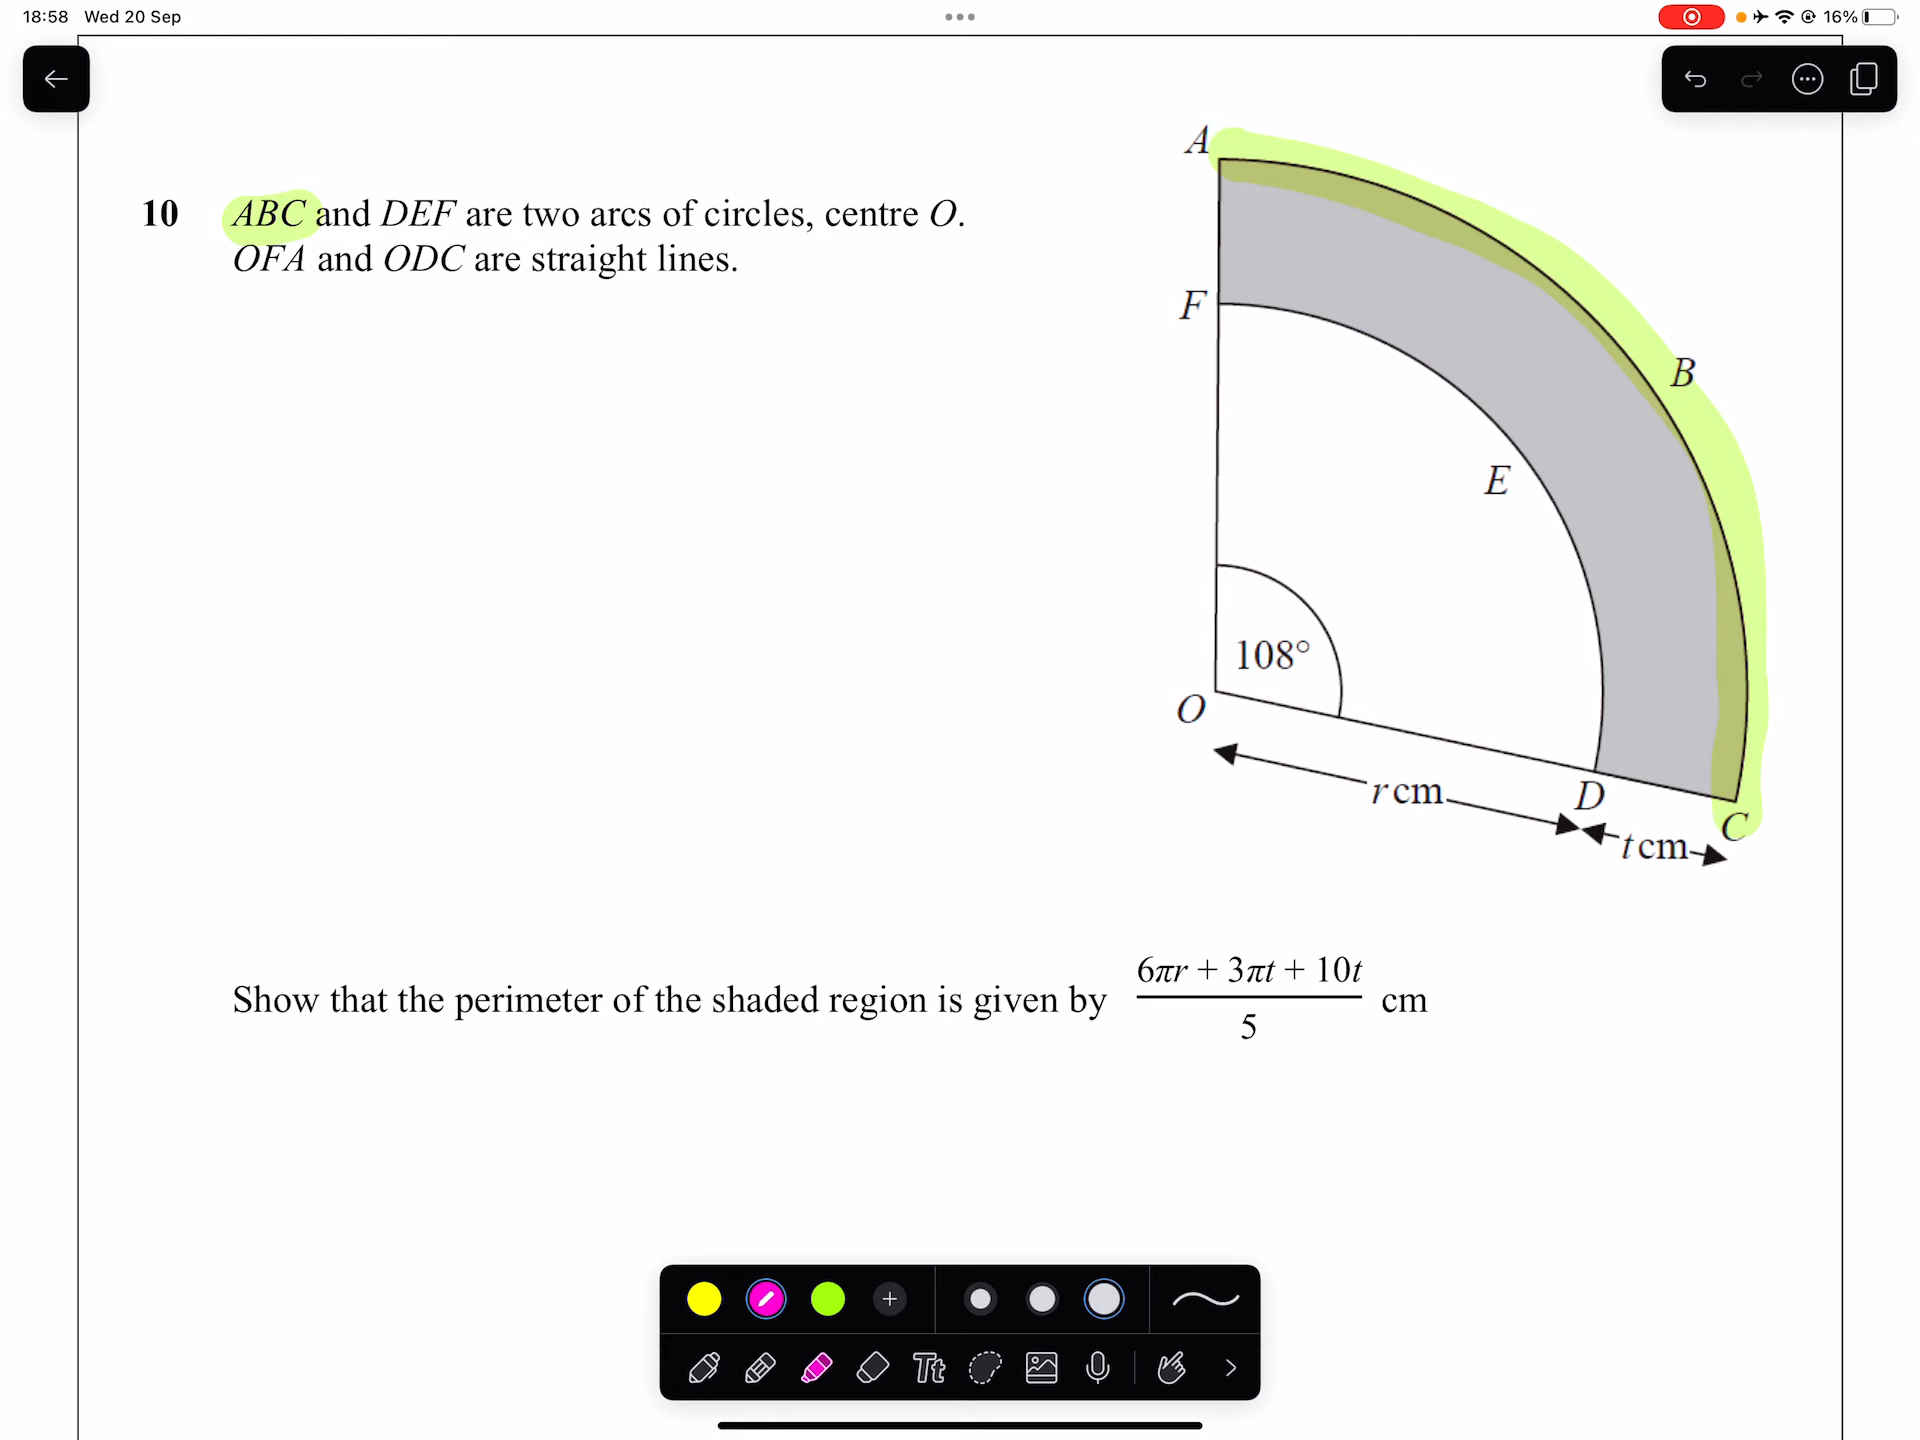 18:58 Wed 20 Sep
16%
A
10 ABC and DEF are two arcs of circles, centre O.
OFA and ODC are straight lines.
F
B
E
108°
O
r cm
D
t cm
C
Show that the perimeter of the shaded region is given by (6πr + 3πt + 10t)/5 cm
Tt